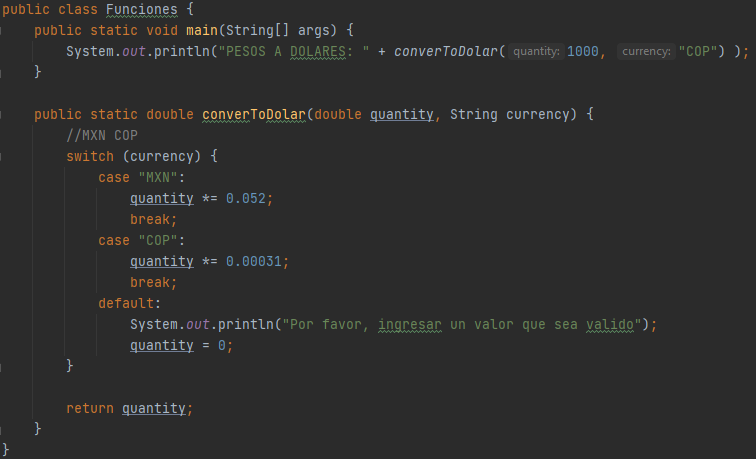 public class Funciones {
    public static void main(String[] args) {
        System.out.println("PESOS A DOLARES: " + converToDolar( quantity: 1000, currency: "COP") );
    }

    public static double converToDolar(double quantity, String currency) {
        //MXN COP
        switch (currency) {
            case "MXN":
                quantity *= 0.052;
                break;
            case "COP":
                quantity *= 0.00031;
                break;
            default:
                System.out.println("Por favor, ingresar un valor que sea valido");
                quantity = 0;
        }

        return quantity;
    }
}